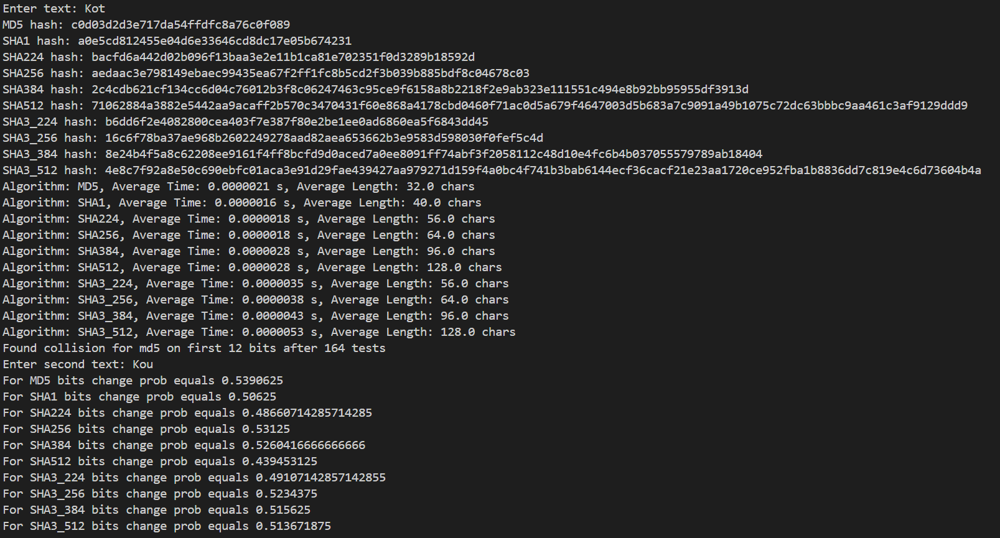 Enter text: Kot
MD5 hash: c0d03d2d3e717da54ffdfc8a76c0f089
SHA1 hash: a0e5cd812455e04d6e33646cd8dc17e05b674231
SHA224 hash: bacfd6a442d02b096f13baa3e2e11b1ca81e702351f0d3289b18592d
SHA256 hash: aedaac3e798149ebaec99435ea67f2ff1fc8b5cd2f3b039b885bdf8c04678c03
SHA384 hash: 2c4cdb621cf134cc6d04c76012b3f8c06247463c95ce9f6158a8b2218f2e9ab323e111551c494e8b92bb95955df3913d
SHA512 hash: 71062884a3882e5442aa9acaff2b570c3470431f60e868a4178cbd0460f71ac0d5a679f4647003d5b683a7c9091a49b1075c72dc63bbbc9aa461c3af9129ddd9
SHA3_224 hash: b6dd6f2e4082800cea403f7e387f80e2be1ee0ad6860ea5f6843dd45
SHA3_256 hash: 16c6f78ba37ae968b2602249278aad82aea653662b3e9583d598030f0fef5c4d
SHA3_384 hash: 8e24b4f5a8c62208ee9161f4ff8bcfd9d0aced7a0ee8091ff74abf3f2058112c48d10e4fc6b4b037055579789ab18404
SHA3_512 hash: 4e8c7f92a8e50c690ebfc01aca3e91d29fae439427aa979271d159f4a0bc4f741b3bab6144ecf36cacf21e23aa1720ce952fba1b8836dd7c819e4c6d73604b4a
Algorithm: MD5, Average Time: 0.0000021 s, Average Length: 32.0 chars
Algorithm: SHA1, Average Time: 0.0000016 s, Average Length: 40.0 chars
Algorithm: SHA224, Average Time: 0.0000018 s, Average Length: 56.0 chars
Algorithm: SHA256, Average Time: 0.0000018 s, Average Length: 64.0 chars
Algorithm: SHA384, Average Time: 0.0000028 s, Average Length: 96.0 chars
Algorithm: SHA512, Average Time: 0.0000028 s, Average Length: 128.0 chars
Algorithm: SHA3_224, Average Time: 0.0000035 s, Average Length: 56.0 chars
Algorithm: SHA3_256, Average Time: 0.0000038 s, Average Length: 64.0 chars
Algorithm: SHA3_384, Average Time: 0.0000043 s, Average Length: 96.0 chars
Algorithm: SHA3_512, Average Time: 0.0000053 s, Average Length: 128.0 chars
Found collision for md5 on first 12 bits after 164 tests
Enter second text: Kou
For MD5 bits change prob equals 0.5390625
For SHA1 bits change prob equals 0.50625
For SHA224 bits change prob equals 0.48660714285714285
For SHA256 bits change prob equals 0.53125
For SHA384 bits change prob equals 0.5260416666666666
For SHA512 bits change prob equals 0.439453125
For SHA3_224 bits change prob equals 0.49107142857142855
For SHA3_256 bits change prob equals 0.5234375
For SHA3_384 bits change prob equals 0.515625
For SHA3_512 bits change prob equals 0.513671875